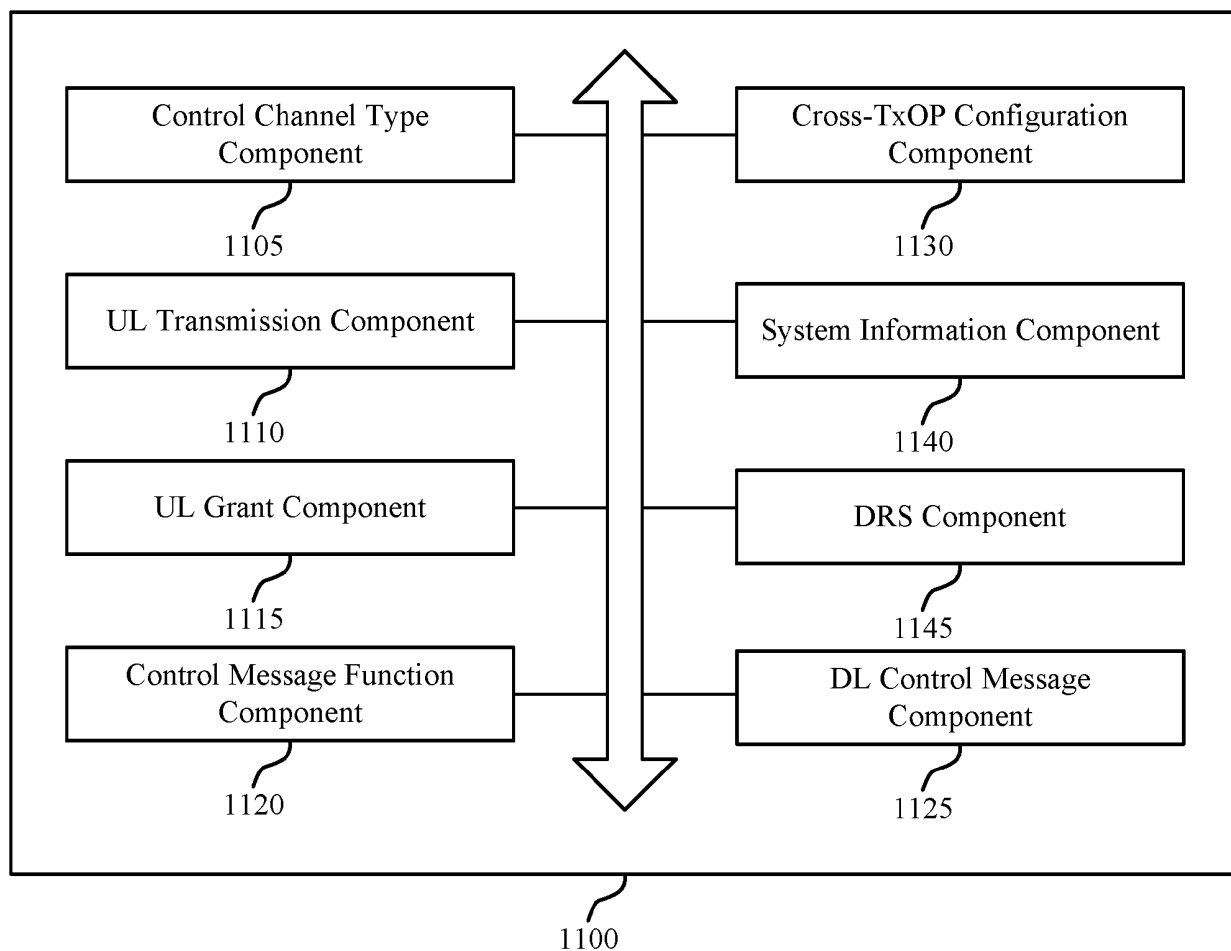 Control Channel Type
Component
1105
UL Transmission Component
1110
UL Grant Component
1115
Control Message Function
Component
1120
Cross-TxOP Configuration
Component
1130
System Information Component
1140
DRS Component
1145
DL Control Message
Component
1125
1100